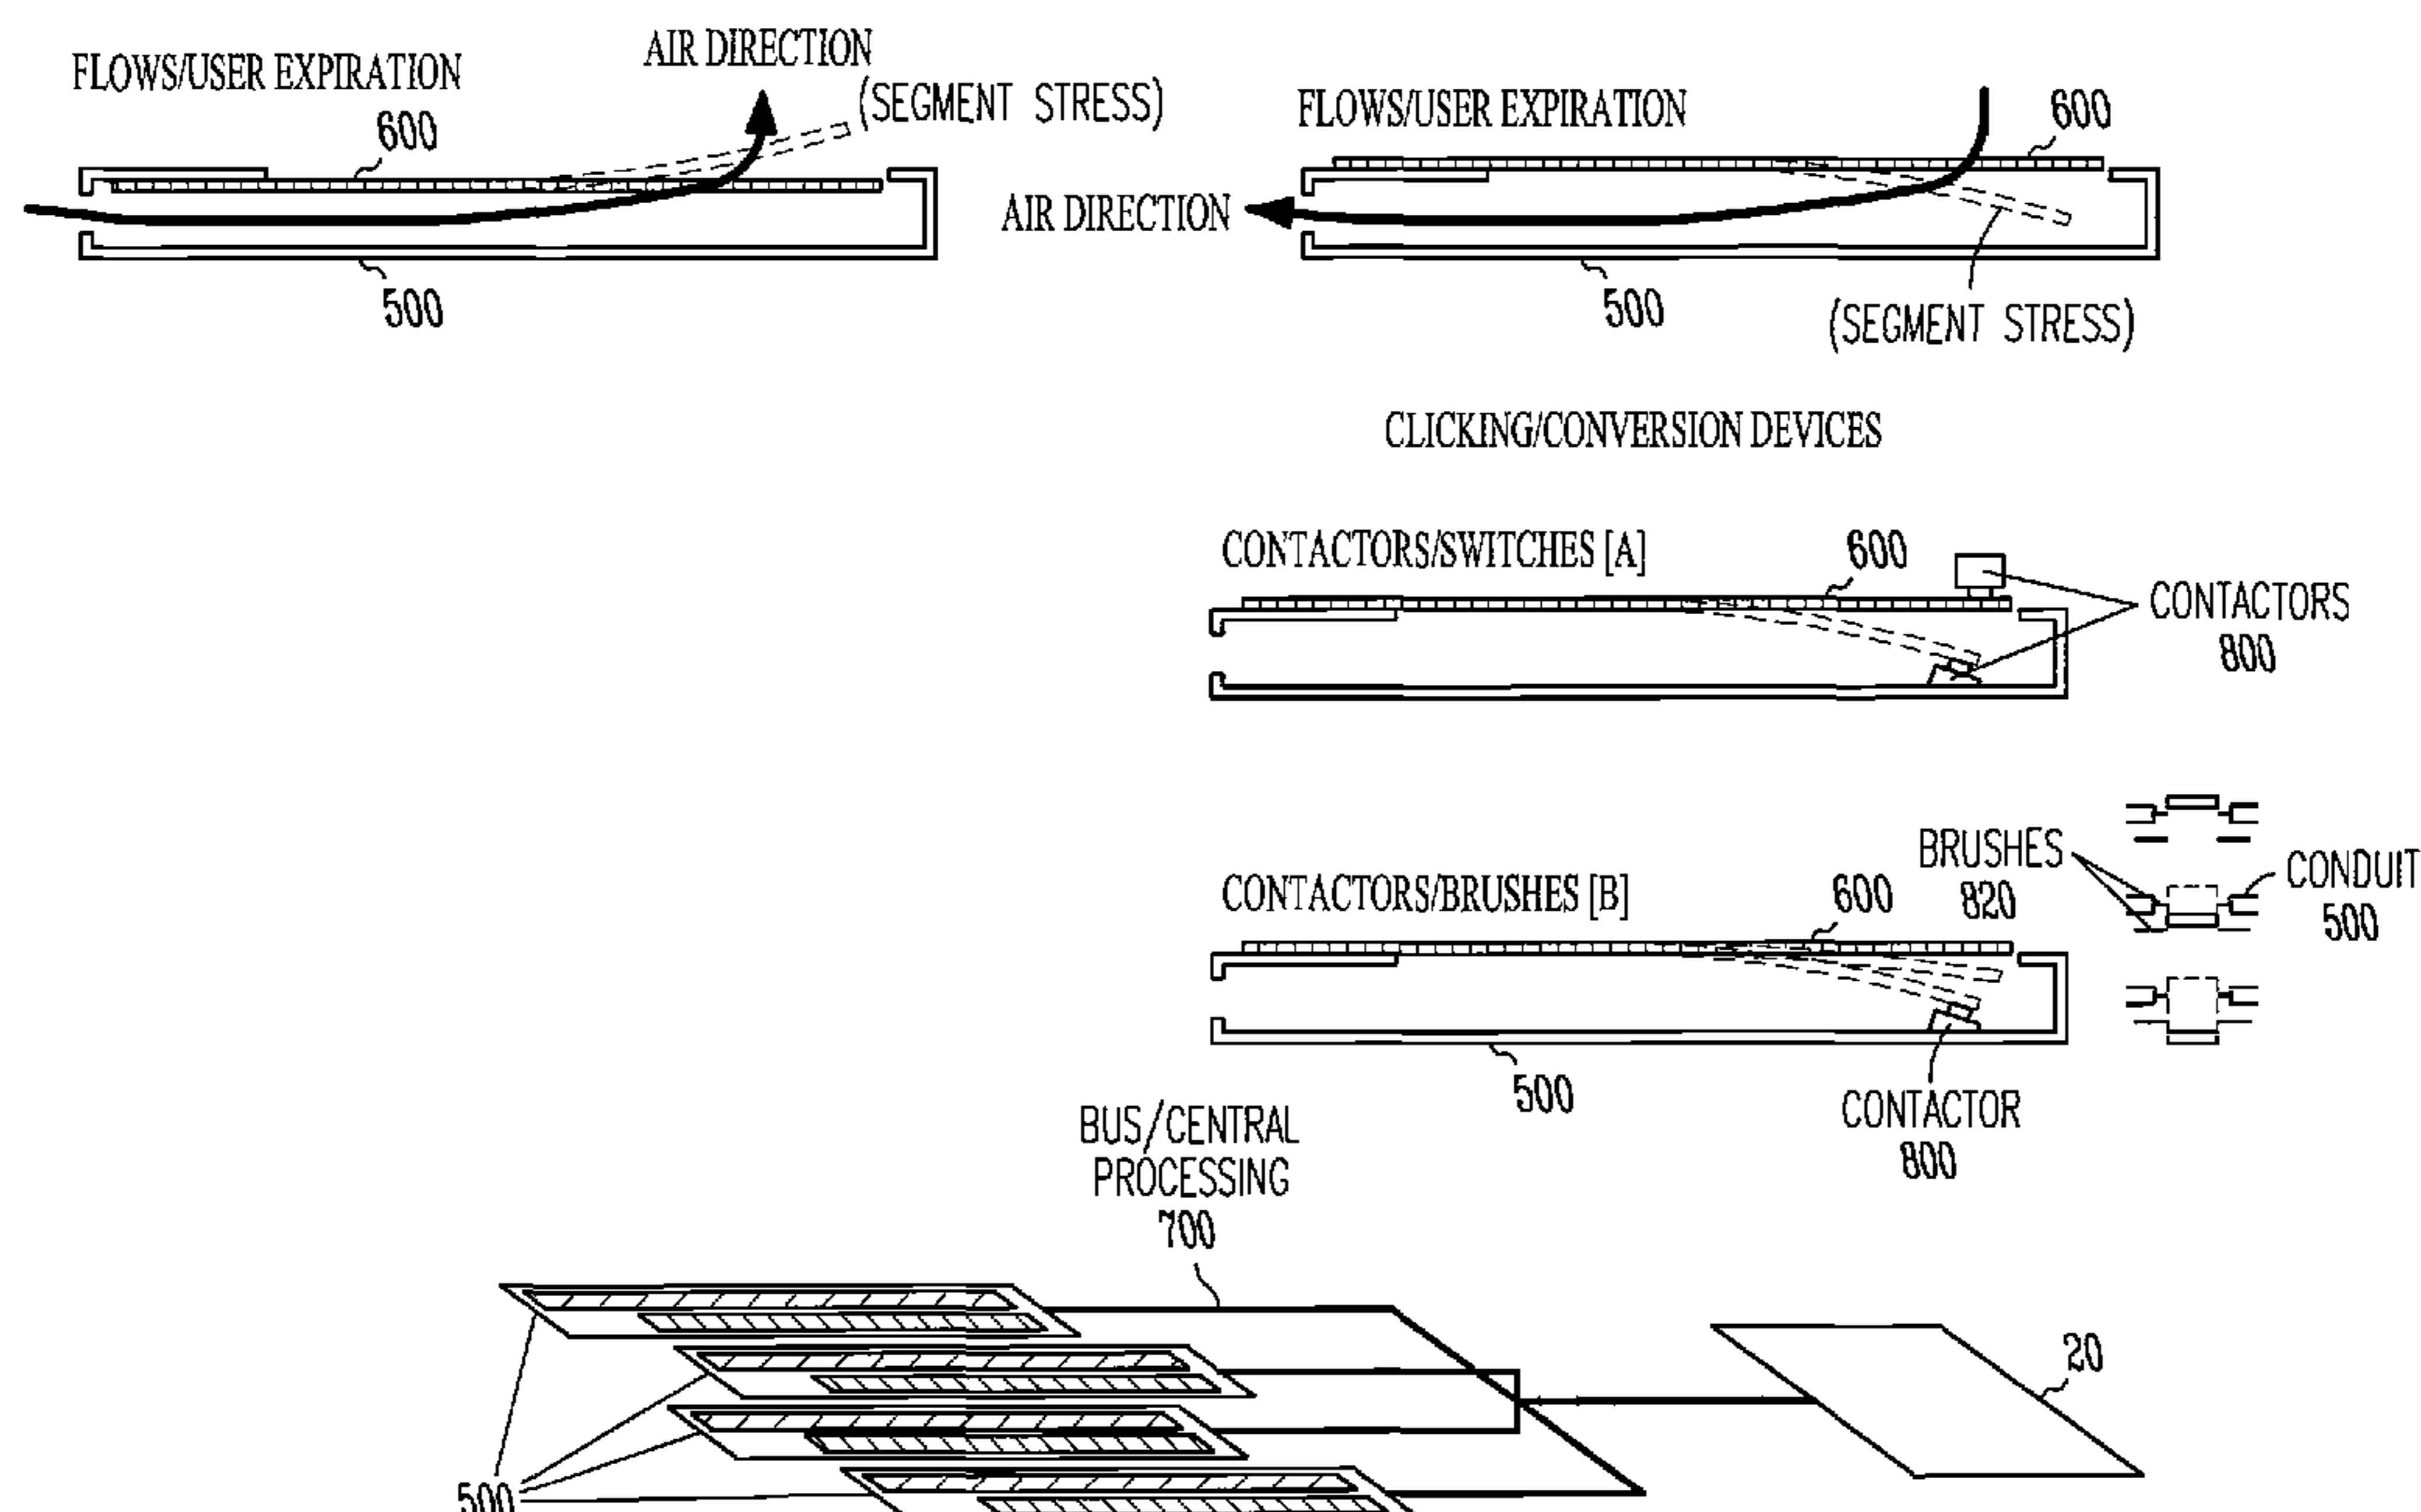 FLOWS/USER EXPIRATION
AIR DIRECTION
(SEGMENT STRESS)
600
500
FLOWS/USER EXPIRATION
600
AIR DIRECTION
500
(SEGMENT STRESS)
CLICKING/CONVERSION DEVICES
CONTACTORS/SWITCHES [A]
600
CONTACTORS
800
CONTACTORS/BRUSHES [B]
600
BRUSHES
820
CONDUIT
500
500
CONTACTOR
800
BUS/CENTRAL
PROCESSING
700
20
500